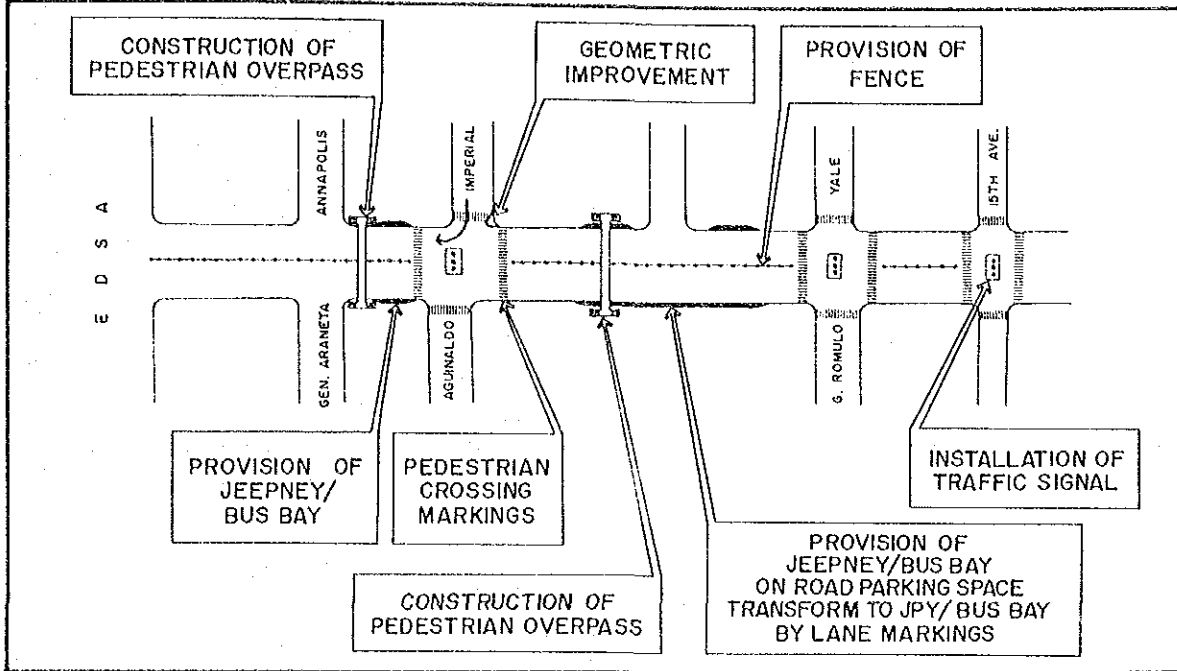 CONSTRUCTION OF
PEDESTRIAN OVERPASS
GEOMETRIC
IMPROVEMENT
PROVISION OF
FENCE
EDSA
ANNAPOLIS
IMPERIAL
YALE
15TH AVE.
GEN. ARANETA
AGUINALDO
G. ROMULO
PROVISION OF
JEEPNEY/
BUS BAY
PEDESTRIAN
CROSSING
MARKINGS
CONSTRUCTION OF
PEDESTRIAN OVERPASS
PROVISION OF
JEEPNEY/BUS BAY
ON ROAD PARKING SPACE
TRANSFORM TO JPY/BUS BAY
BY LANE MARKINGS
INSTALLATION OF
TRAFFIC SIGNAL